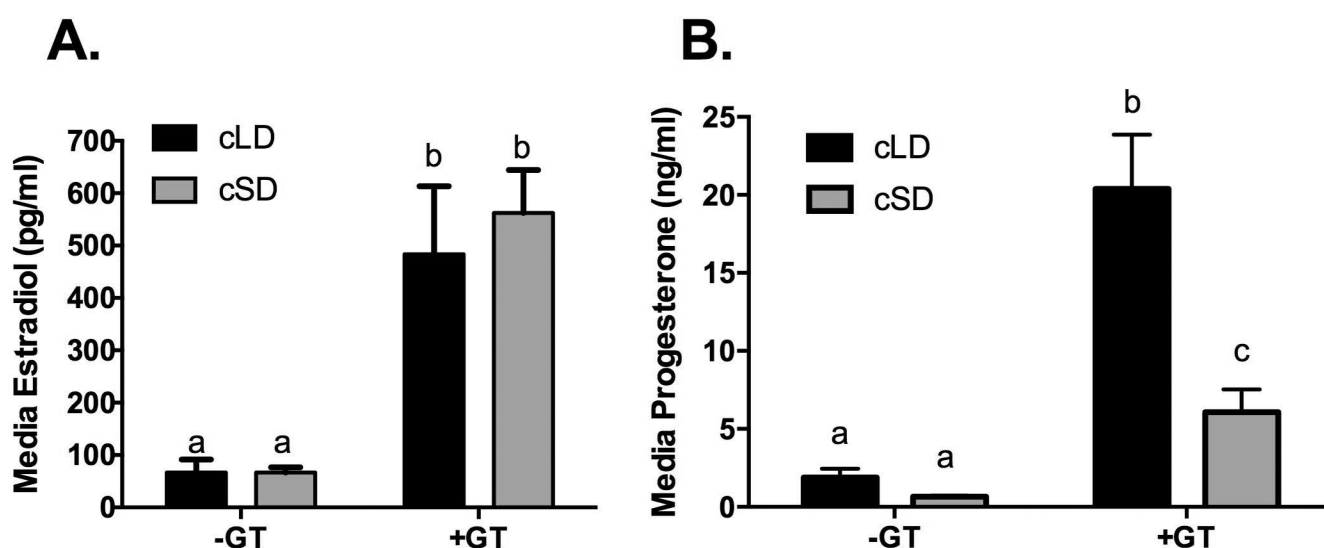 A.
cLD
cSD
Media Estradiol (pg/ml)
700
600
500
400
300
200
100
0
a
a
b
b
-GT
+GT
B.
cLD
cSD
Media Progesterone (ng/ml)
25
20
15
10
5
0
a
a
b
c
-GT
+GT